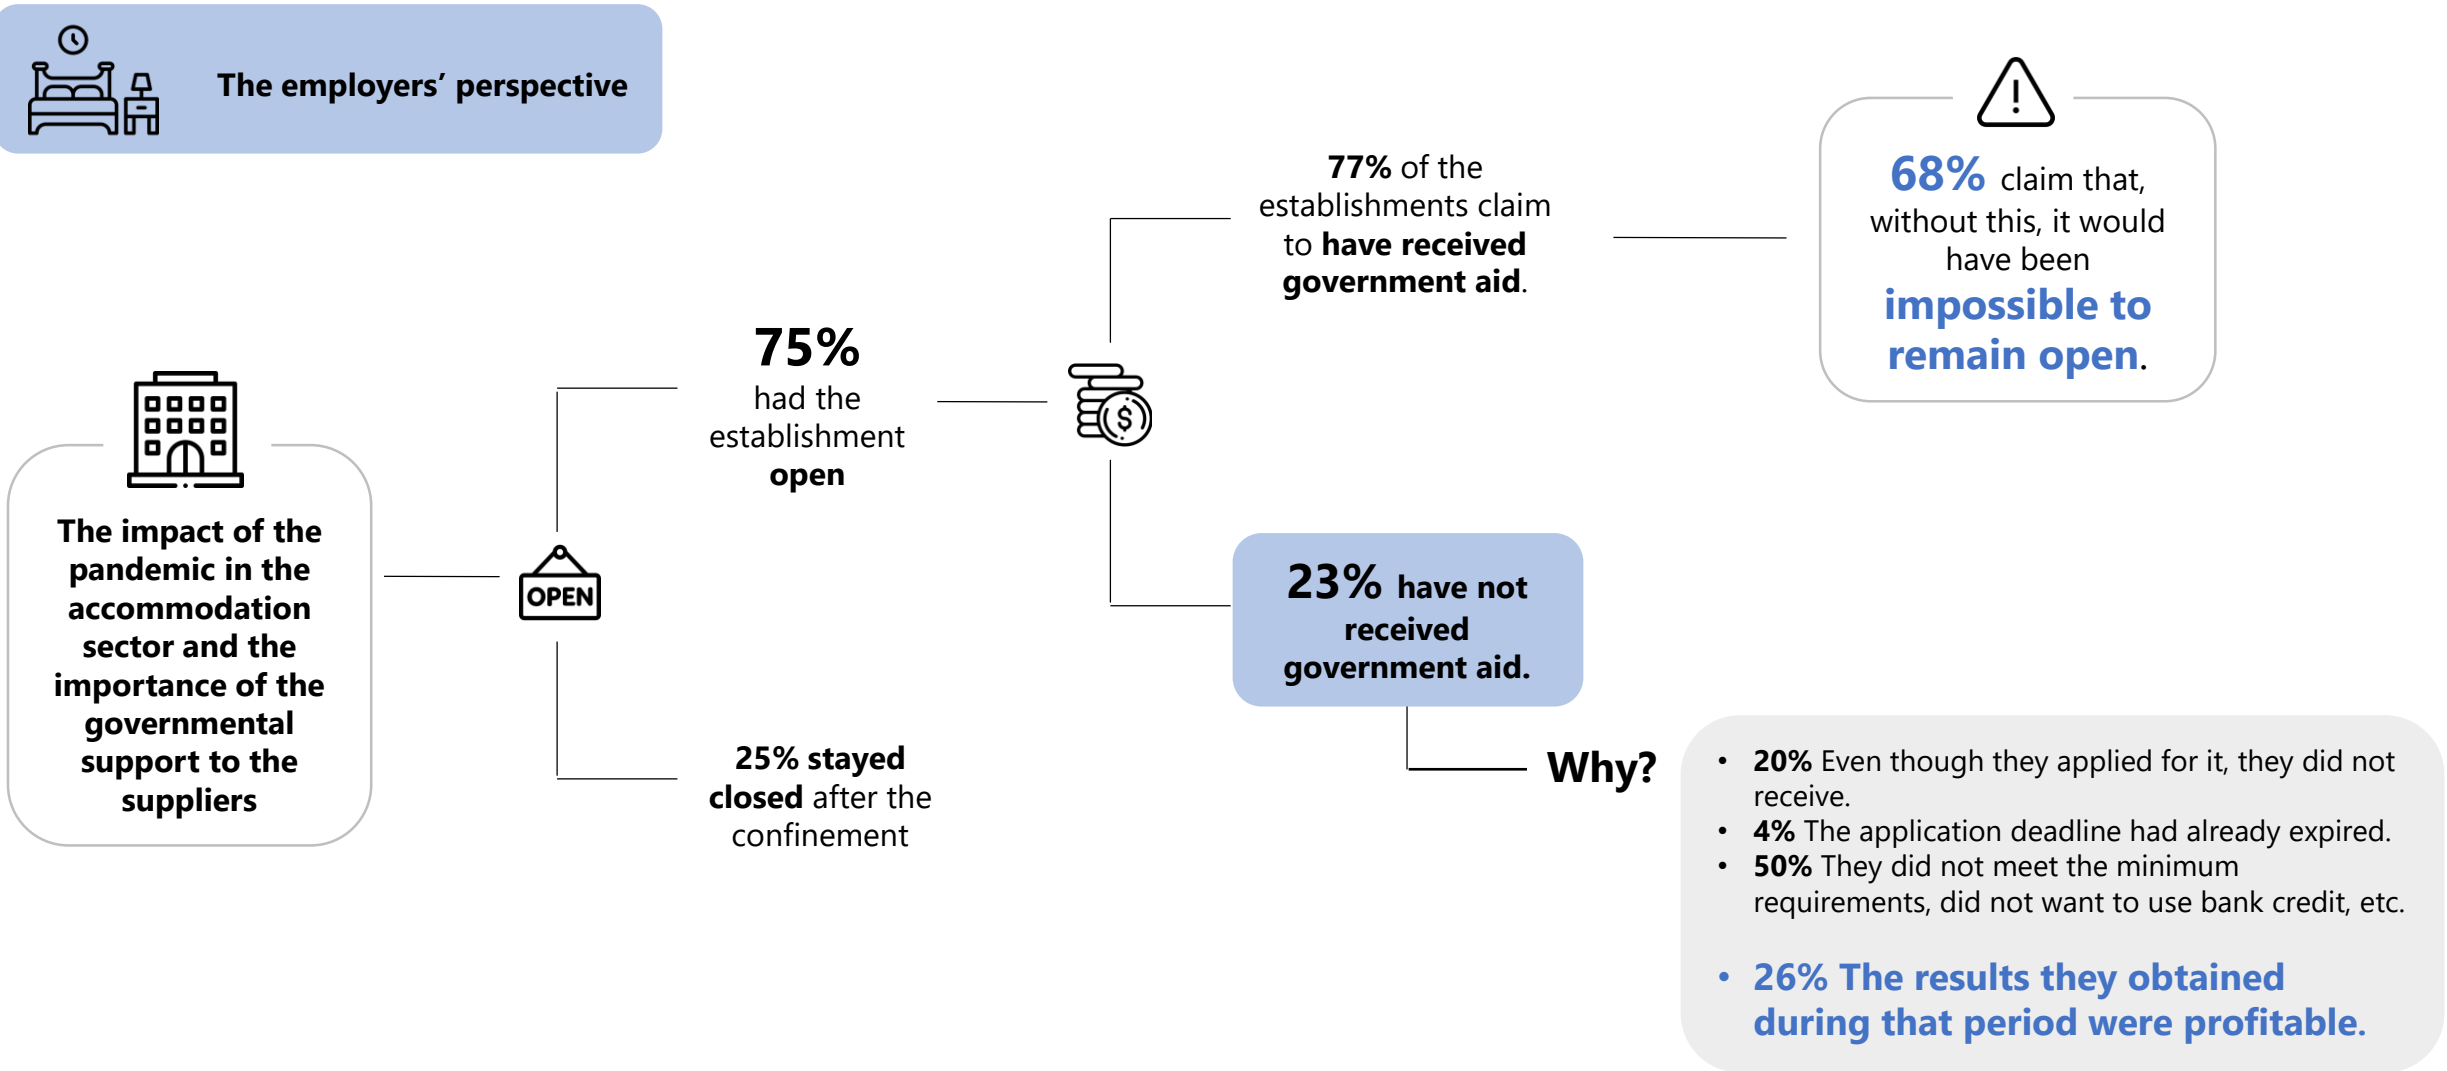 The employers’ perspective
The impact of the
pandemic in the
accommodation
sector and the
importance of the
governmental
support to the
suppliers
OPEN
75%
had the
establishment
open
25% stayed
closed after the
confinement
$
77% of the
establishments claim
to have received
government aid.
68% claim that,
without this, it would
have been
impossible to
remain open.
23% have not
received
government aid.
Why?
• 20% Even though they applied for it, they did not
receive.
• 4% The application deadline had already expired.
• 50% They did not meet the minimum
requirements, did not want to use bank credit, etc.
• 26% The results they obtained
during that period were profitable.